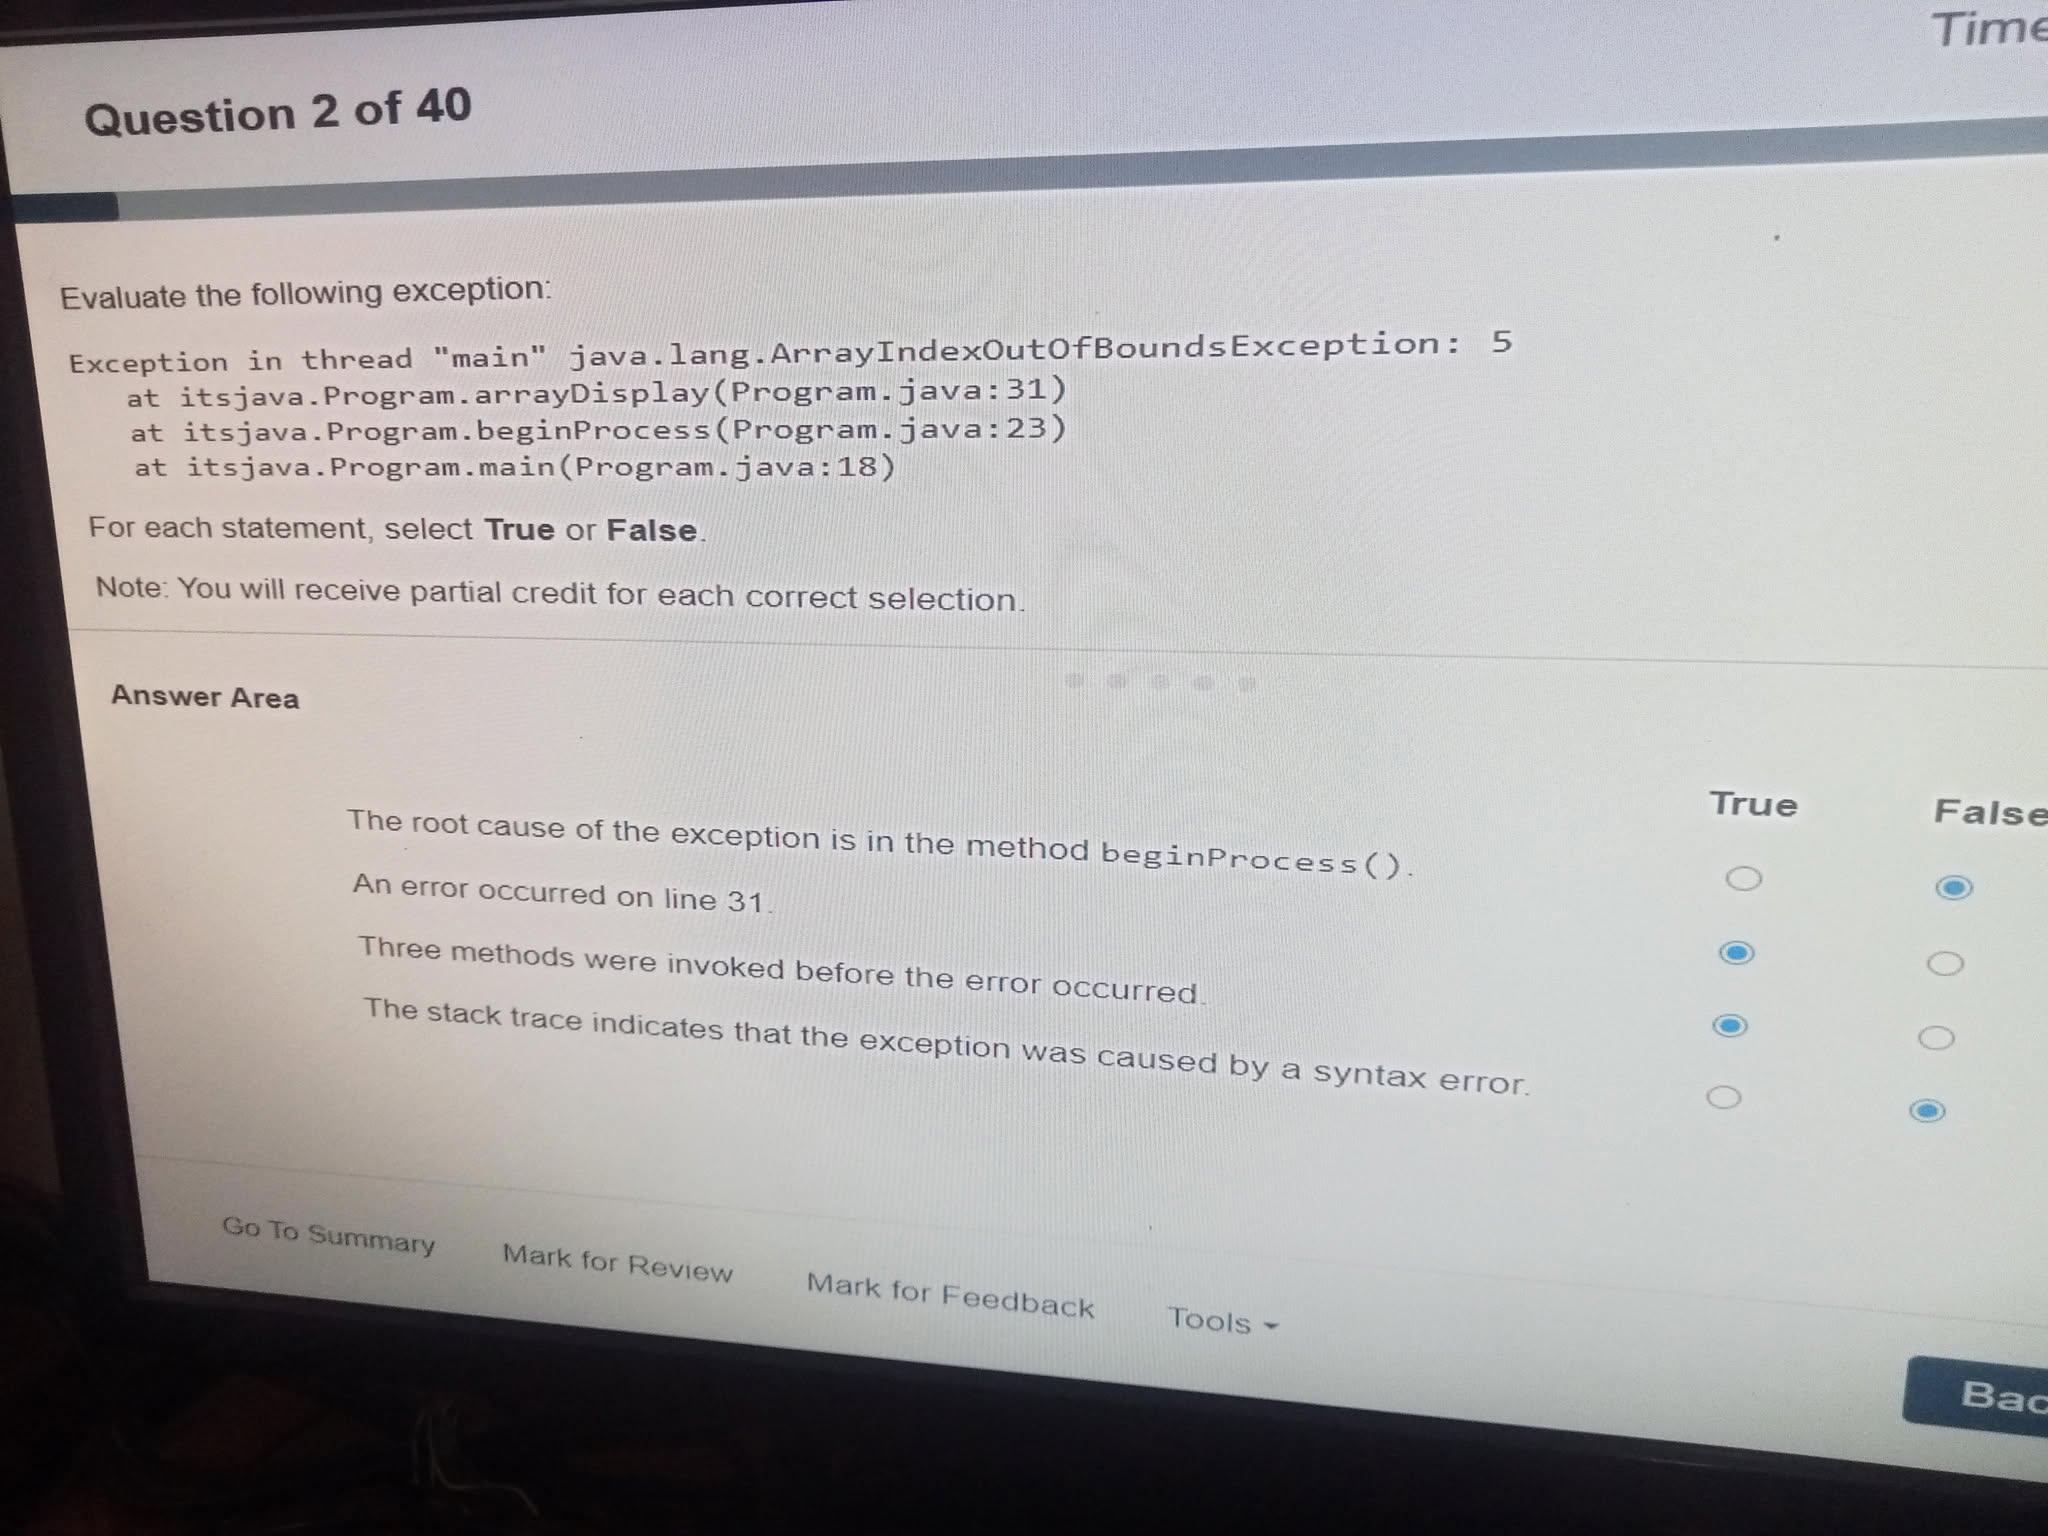 Time
Question 2 of 40
Evaluate the following exception:
Exception in thread "main" java.lang.ArrayIndexOutOfBoundsException: 5
at itsjava.Program.arrayDisplay(Program.java:31)
at itsjava.Program.beginProcess(Program.java:23)
at itsjava.Program.main(Program.java:18)
For each statement, select True or False.
Note: You will receive partial credit for each correct selection.
Answer Area
True False
The root cause of the exception is in the method beginProcess().
An error occurred on line 31.
Three methods were invoked before the error occurred.
The stack trace indicates that the exception was caused by a syntax error.
Go To Summary Mark for Review Mark for Feedback Tools
Bac